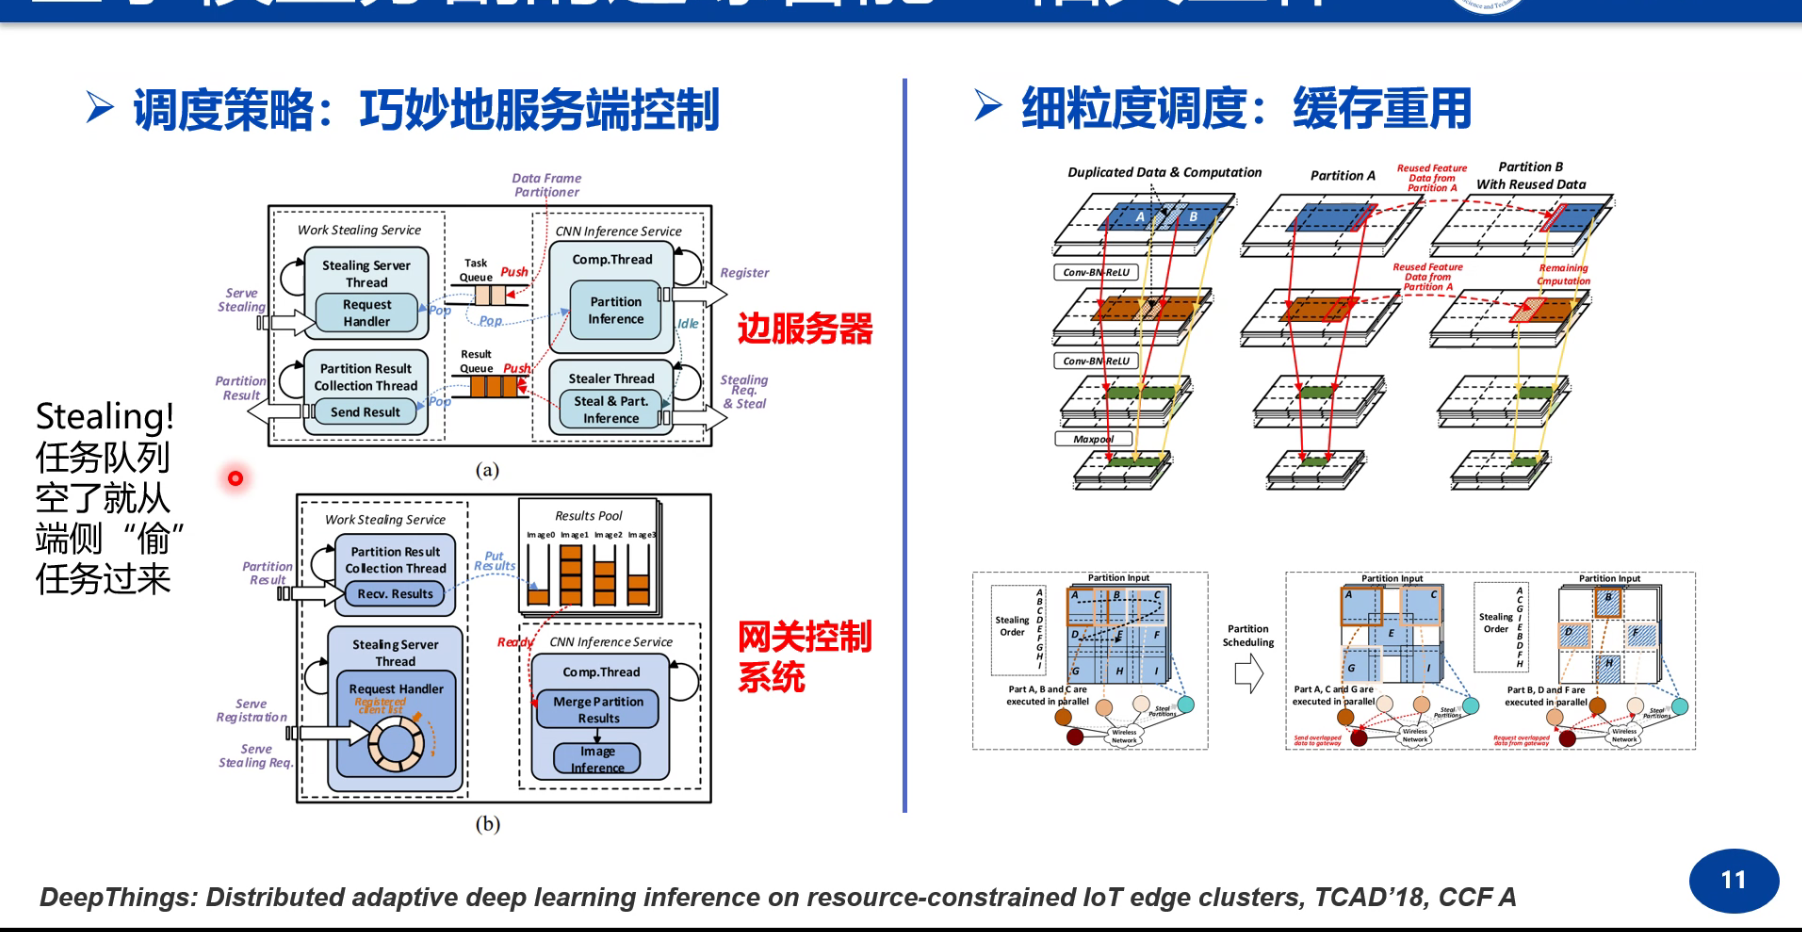 调度策略：巧妙地服务端控制
Data Frame
Partitioner
Work Stealing Service
CNN Inference Service
Stealing Server
Thread
Request
Handler
Serve
Stealing
Task
Queue
Push
Pop
Pop
Comp.Thread
Partition
Inference
Register
Idle
Partition Result
Collection Thread
Send Result
Partition
Result
Result
Queue
Push
Pop
Stealer Thread
Steal & Part.
Inference
Stealing
Req.
& Steal
边服务器
(a)
Stealing!
任务队列
空了就从
端侧“偷”
任务过来
Work Stealing Service
Partition Result
Collection Thread
Recv. Results
Partition
Result
Put
Results
Results Pool
Image0 Image1 Image2 Image3
Ready
Stealing Server
Thread
Request Handler
Registered
client list
Serve
Registration
Serve
Stealing Req.
CNN Inference Service
Comp.Thread
Merge Partition
Results
Image
Inference
网关控制
系统
(b)
细粒度调度：缓存重用
Duplicated Data & Computation
Partition A
Reused Feature
Data from
Partition A
Partition B
With Reused Data
A
B
Conv-BN-ReLU
Reused Feature
Data from
Partition A
Remaining
Cmputation
Conv-BN-ReLU
Maxpool
Partition Input
Stealing
Order
A
B
C
D
E
F
G
H
I
A B C
D E F
G H I
Part A, B and C are
executed in parallel
Steal
Partitions
Wireless
Network
Partition
Scheduling
Partition Input
A C
E
G I
Part A, C and G are
executed in parallel
Steal
Partitions
Send overlapped
data to gateway
Wireless
Network
Stealing
Order
A
C
G
I
E
B
D
F
H
Partition Input
B
D F
H
Part B, D and F are
executed in parallel
Steal
Partitions
Request overlapped
data from gateway
Wireless
Network
DeepThings: Distributed adaptive deep learning inference on resource-constrained IoT edge clusters, TCAD’18, CCF A
11